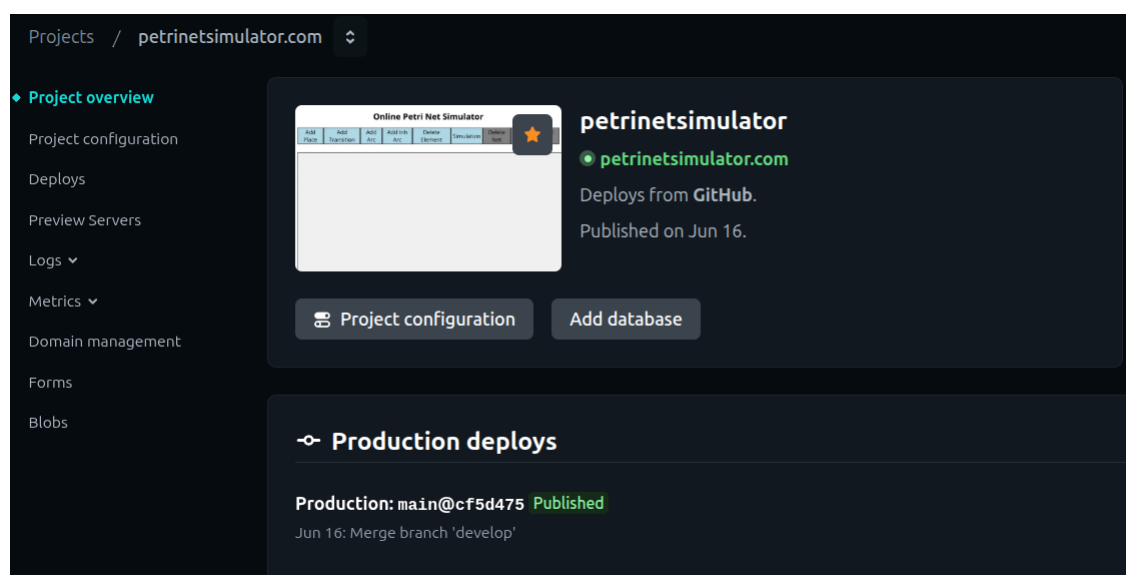 Projects / petrinetsimulator.com
Project overview
Project configuration
Deploys
Preview Servers
Logs
Metrics
Domain management
Forms
Blobs
Online Petri Net Simulator
Add Place
Add Transition
Add Arc
Add Inh Arc
Delete Element
Simulation
Delete Net
petrinetsimulator
petrinetsimulator.com
Deploys from GitHub.
Published on Jun 16.
Project configuration
Add database
Production deploys
Production: main@cf5d475 Published
Jun 16: Merge branch 'develop'